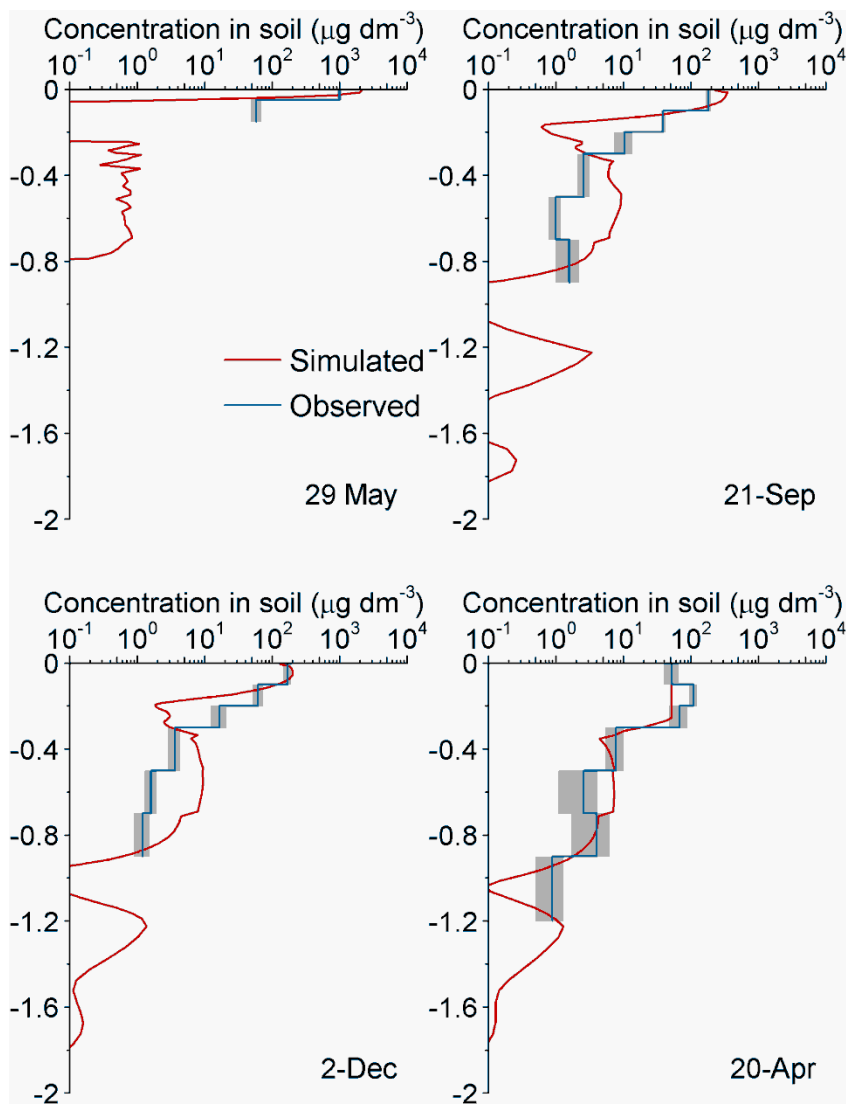 Concentration in soil (μg dm⁻³)
10⁻¹ 10⁰ 10¹ 10² 10³ 10⁴
0
-0.4
-0.8
-1.2
-1.6
-2
Simulated
Observed
29 May
Concentration in soil (μg dm⁻³)
10⁻¹ 10⁰ 10¹ 10² 10³ 10⁴
0
-0.4
-0.8
-1.2
-1.6
-2
21-Sep
Concentration in soil (μg dm⁻³)
10⁻¹ 10⁰ 10¹ 10² 10³ 10⁴
0
-0.4
-0.8
-1.2
-1.6
-2
2-Dec
Concentration in soil (μg dm⁻³)
10⁻¹ 10⁰ 10¹ 10² 10³ 10⁴
0
-0.4
-0.8
-1.2
-1.6
-2
20-Apr